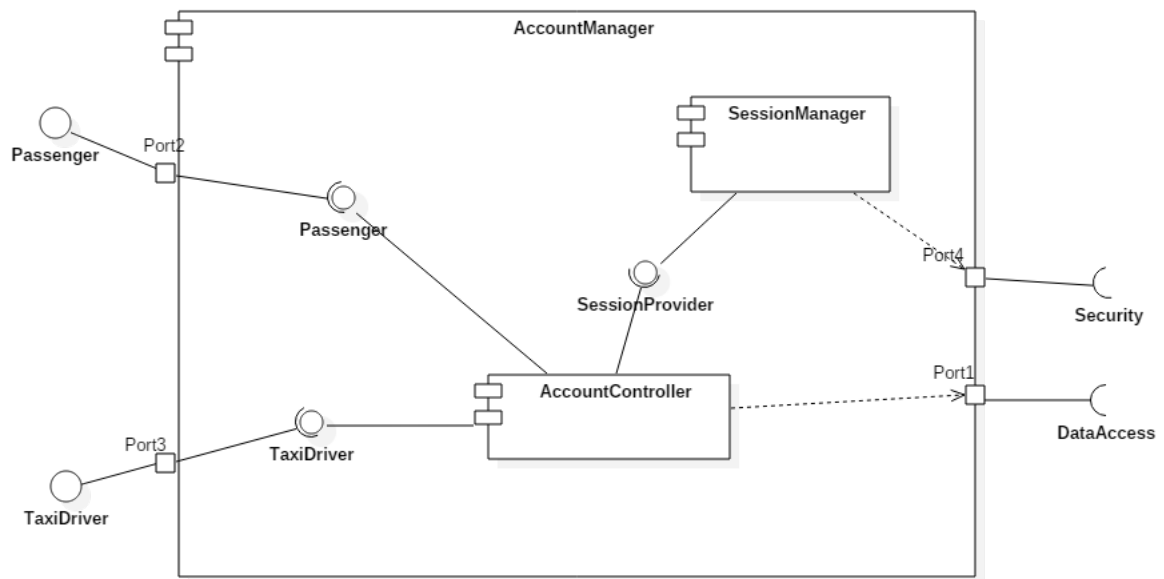 AccountManager
SessionManager
Port2
Passenger
Passenger
Port4
SessionProvider
Security
Port1
AccountController
DataAccess
Port3
TaxiDriver
TaxiDriver